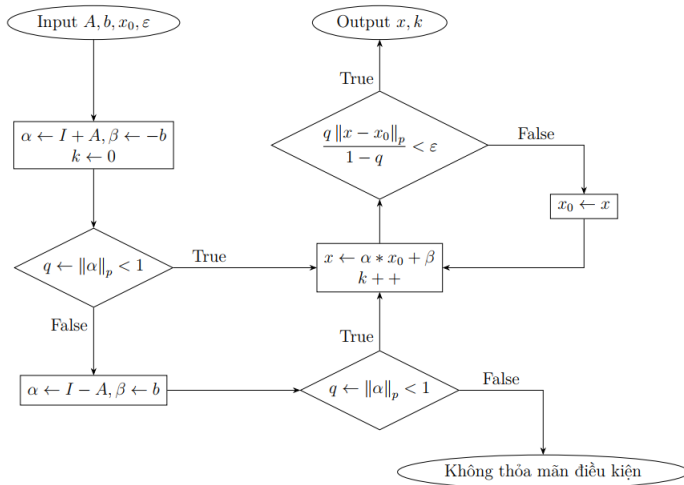 Input A, b, x₀, ε
α ← I + A, β ← −b
k ← 0
q ← ‖α‖ₚ < 1
True
False
α ← I − A, β ← b
q ← ‖α‖ₚ < 1
True
False
Không thỏa mãn điều kiện
x ← α ∗ x₀ + β
k + +
q ‖x − x₀‖ₚ / 1 − q < ε
False
x₀ ← x
True
Output x, k